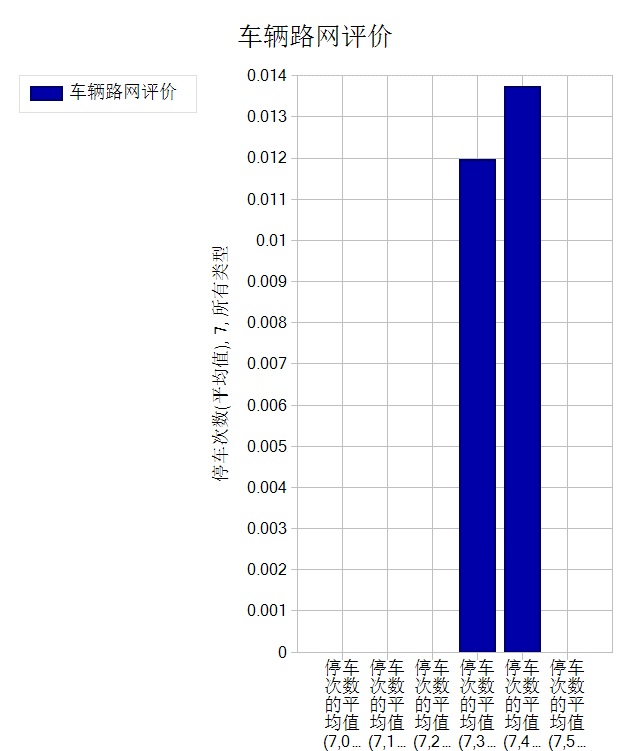 车辆路网评价
车辆路网评价
停车次数(平均值), 7, 所有类型
0.014
0.013
0.012
0.011
0.01
0.009
0.008
0.007
0.006
0.005
0.004
0.003
0.002
0.001
0
停车
次数
的平
均值
(7,0...
停车
次数
的平
均值
(7,1...
停车
次数
的平
均值
(7,2...
停车
次数
的平
均值
(7,3...
停车
次数
的平
均值
(7,4...
停车
次数
的平
均值
(7,5...